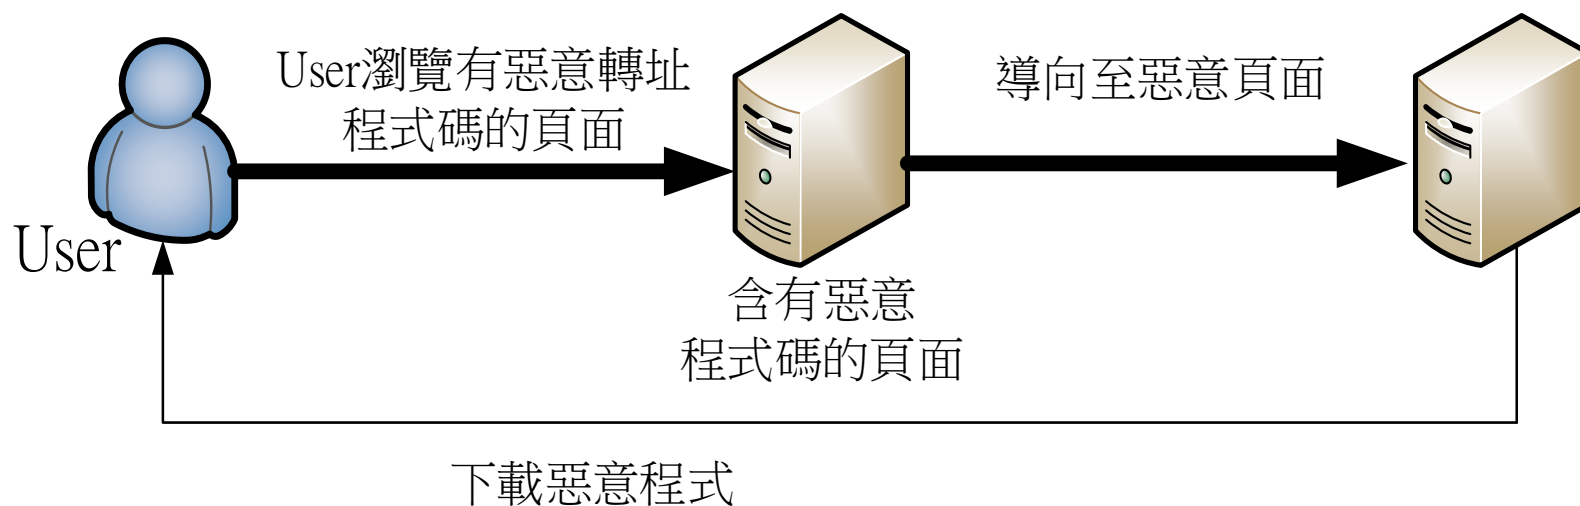 User瀏覽有惡意轉址
程式碼的頁面
導向至惡意頁面
User
含有惡意
程式碼的頁面
下載惡意程式